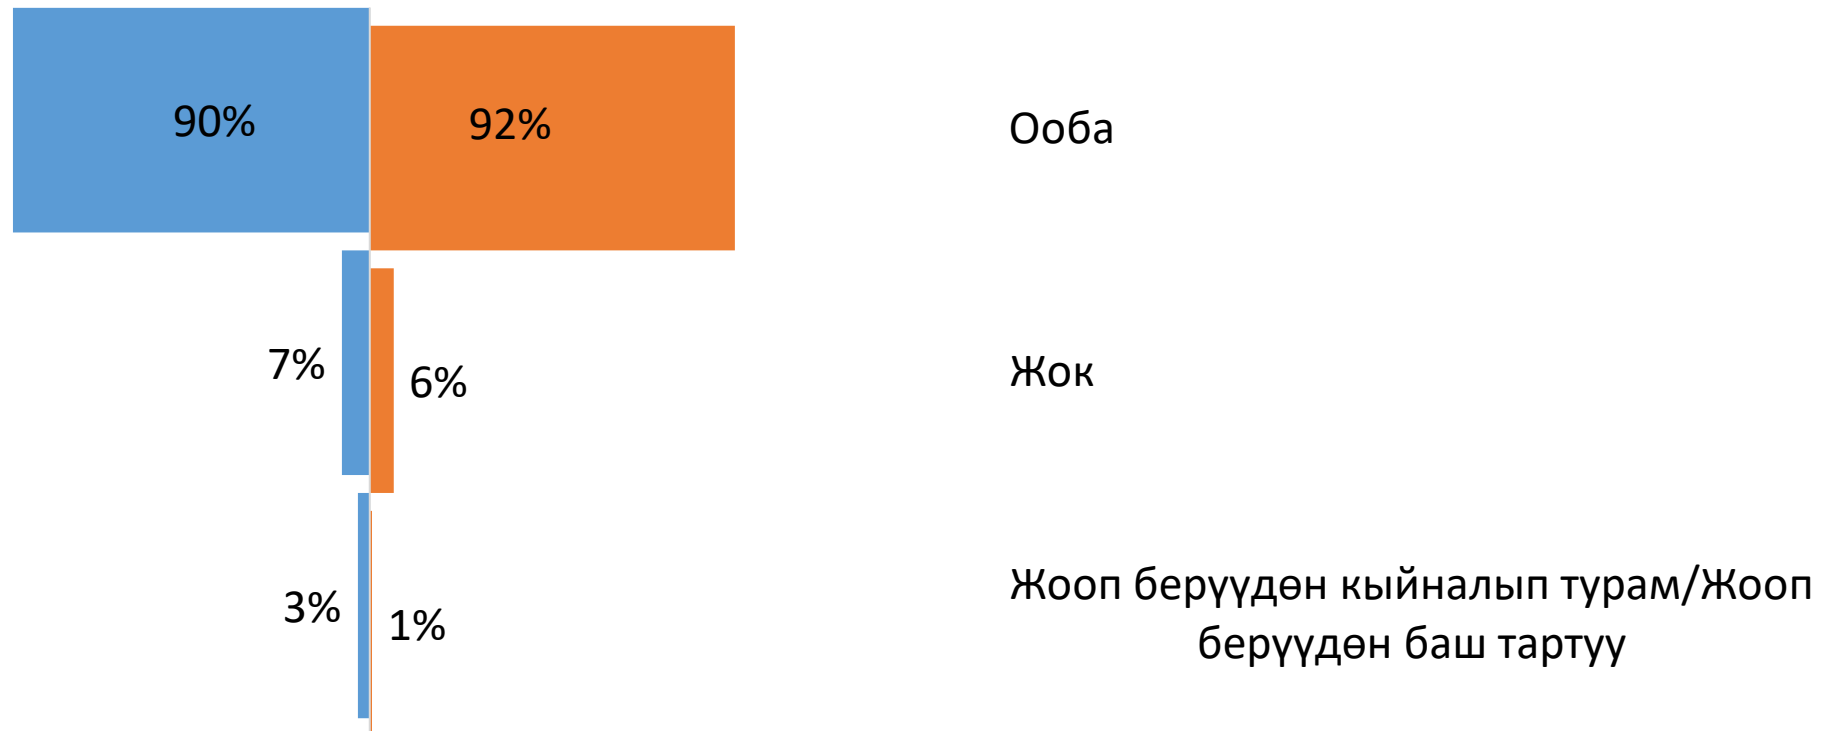 90%
92%
Ооба
7%
6%
Жок
3%
1%
Жооп берүүдөн кыйналып турам/Жооп
берүүдөн баш тартуу